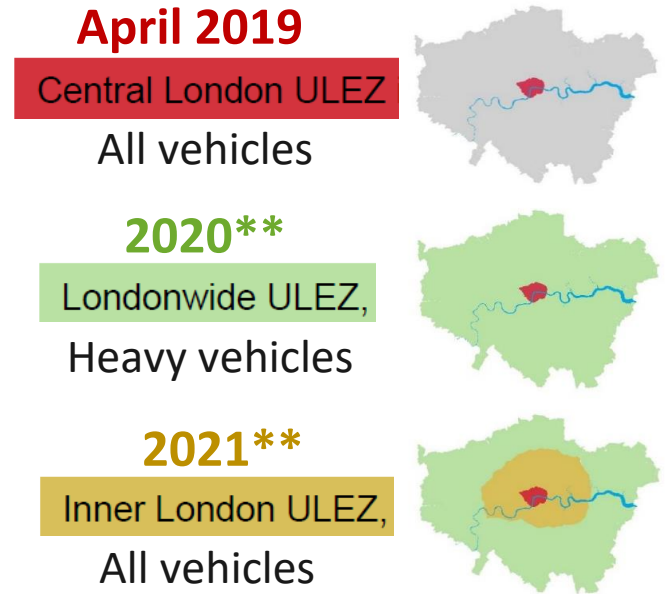 April 2019
Central London ULEZ
All vehicles
2020**
Londonwide ULEZ,
Heavy vehicles
2021**
Inner London ULEZ,
All vehicles